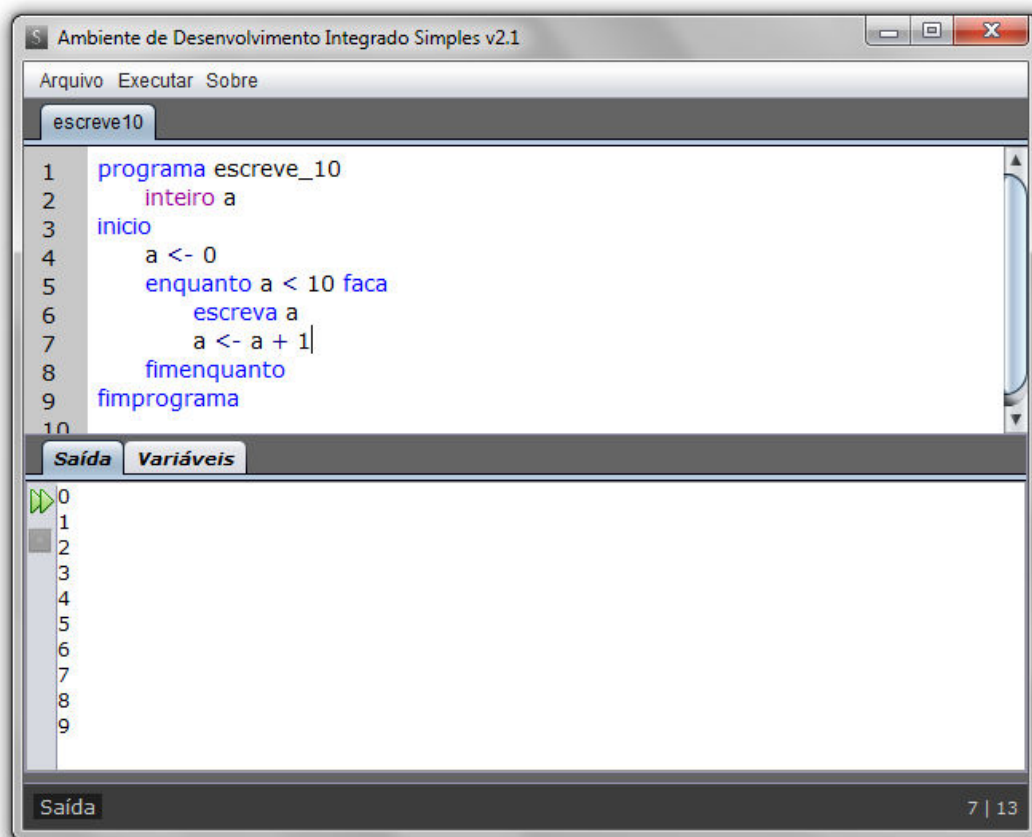 S Ambiente de Desenvolvimento Integrado Simples v2.1
Arquivo Executar Sobre
escreve10
1 programa escreve_10
2 inteiro a
3 inicio
4 a <- 0
5 enquanto a < 10 faca
6 escreva a
7 a <- a + 1
8 fimenquanto
9 fimprograma
10
Saída Variáveis
0
1
2
3
4
5
6
7
8
9
Saída 7 | 13